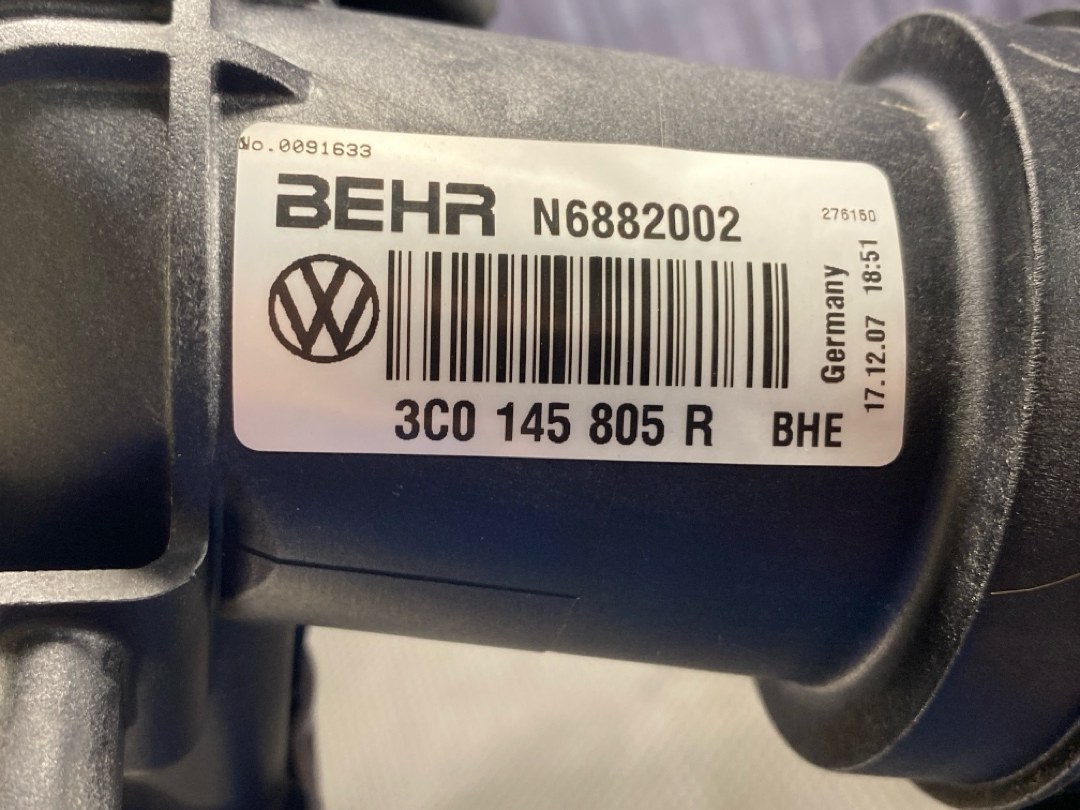 No.0091633
BEHR N6882002
276150
Germany
17.12.07 18:51
3C0 145 805 R BHE